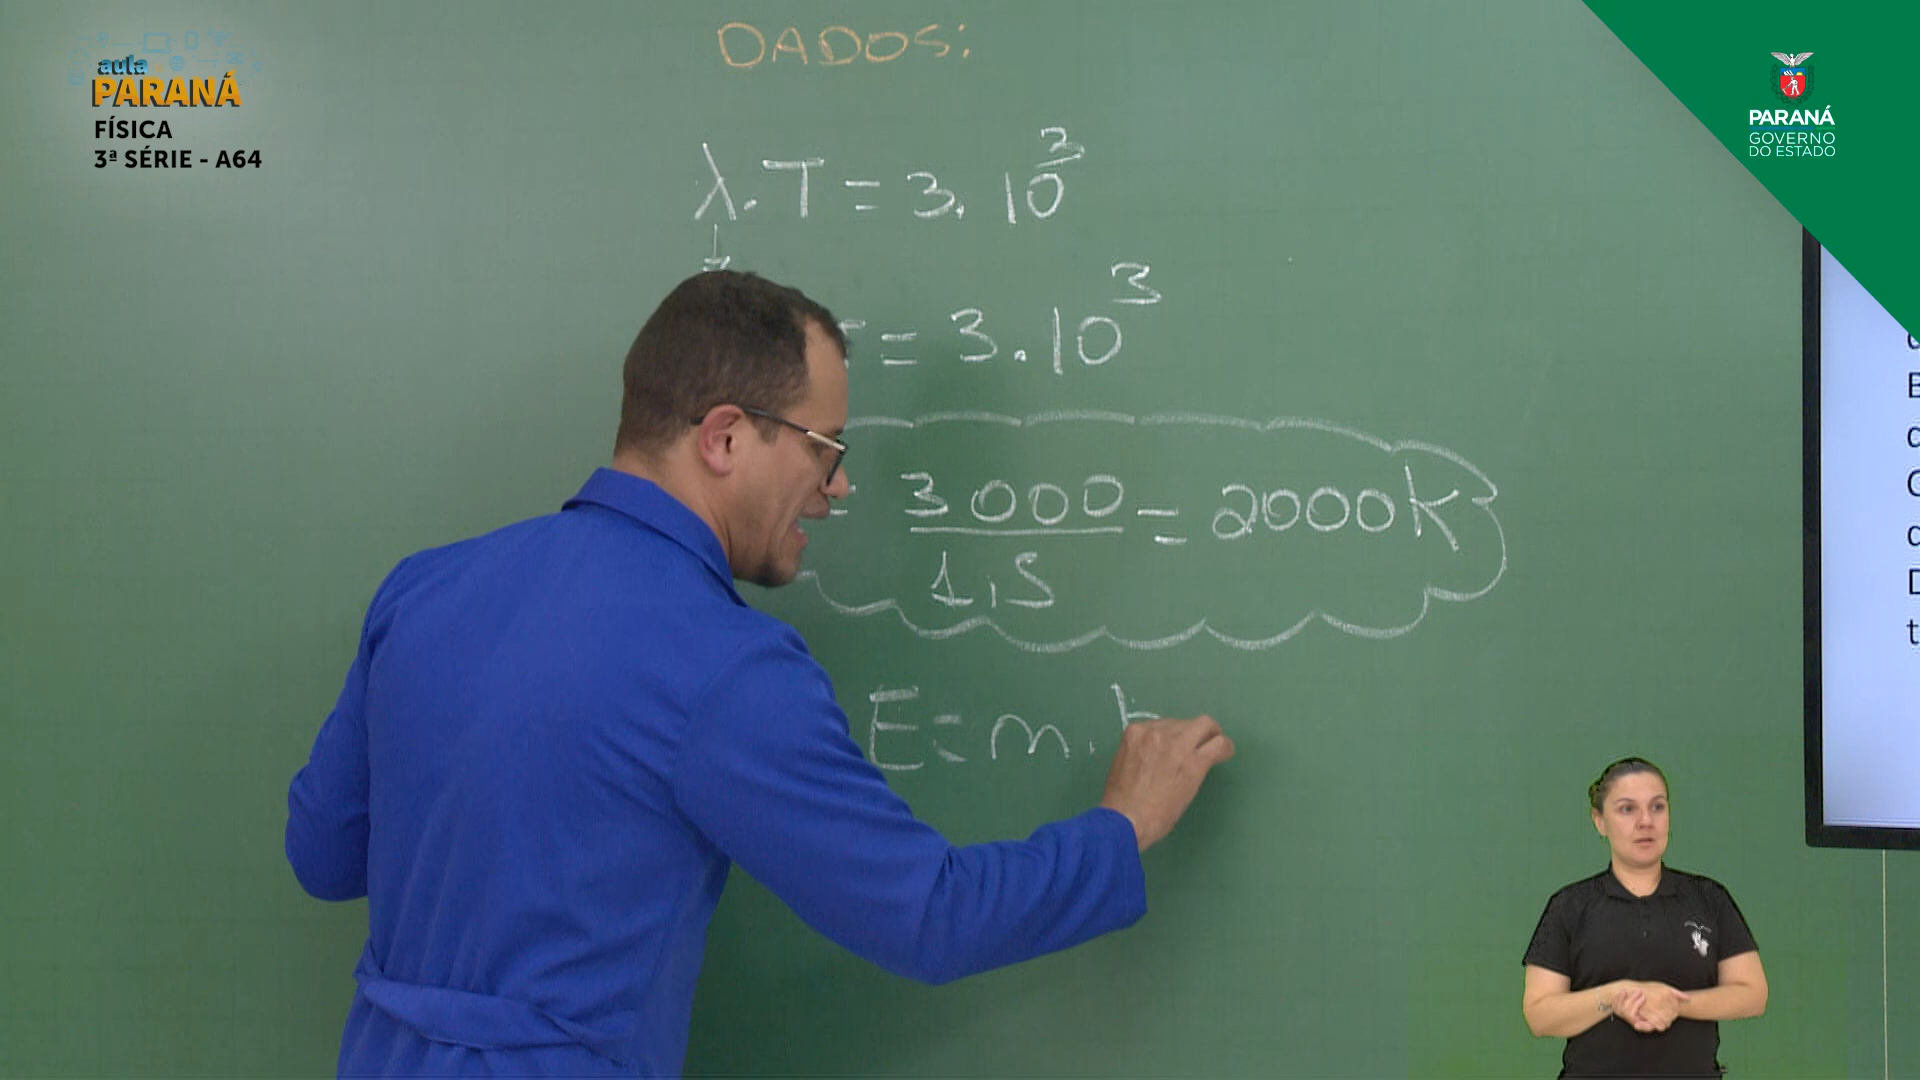 aula
PARANÁ
FÍSICA
3ª SÉRIE - A64
PARANÁ
GOVERNO
DO ESTADO
DADOS:
λ.T = 3. 10³
= 3.10³
= 3000 = 2000K
1,5
E = m. h
B
D
t